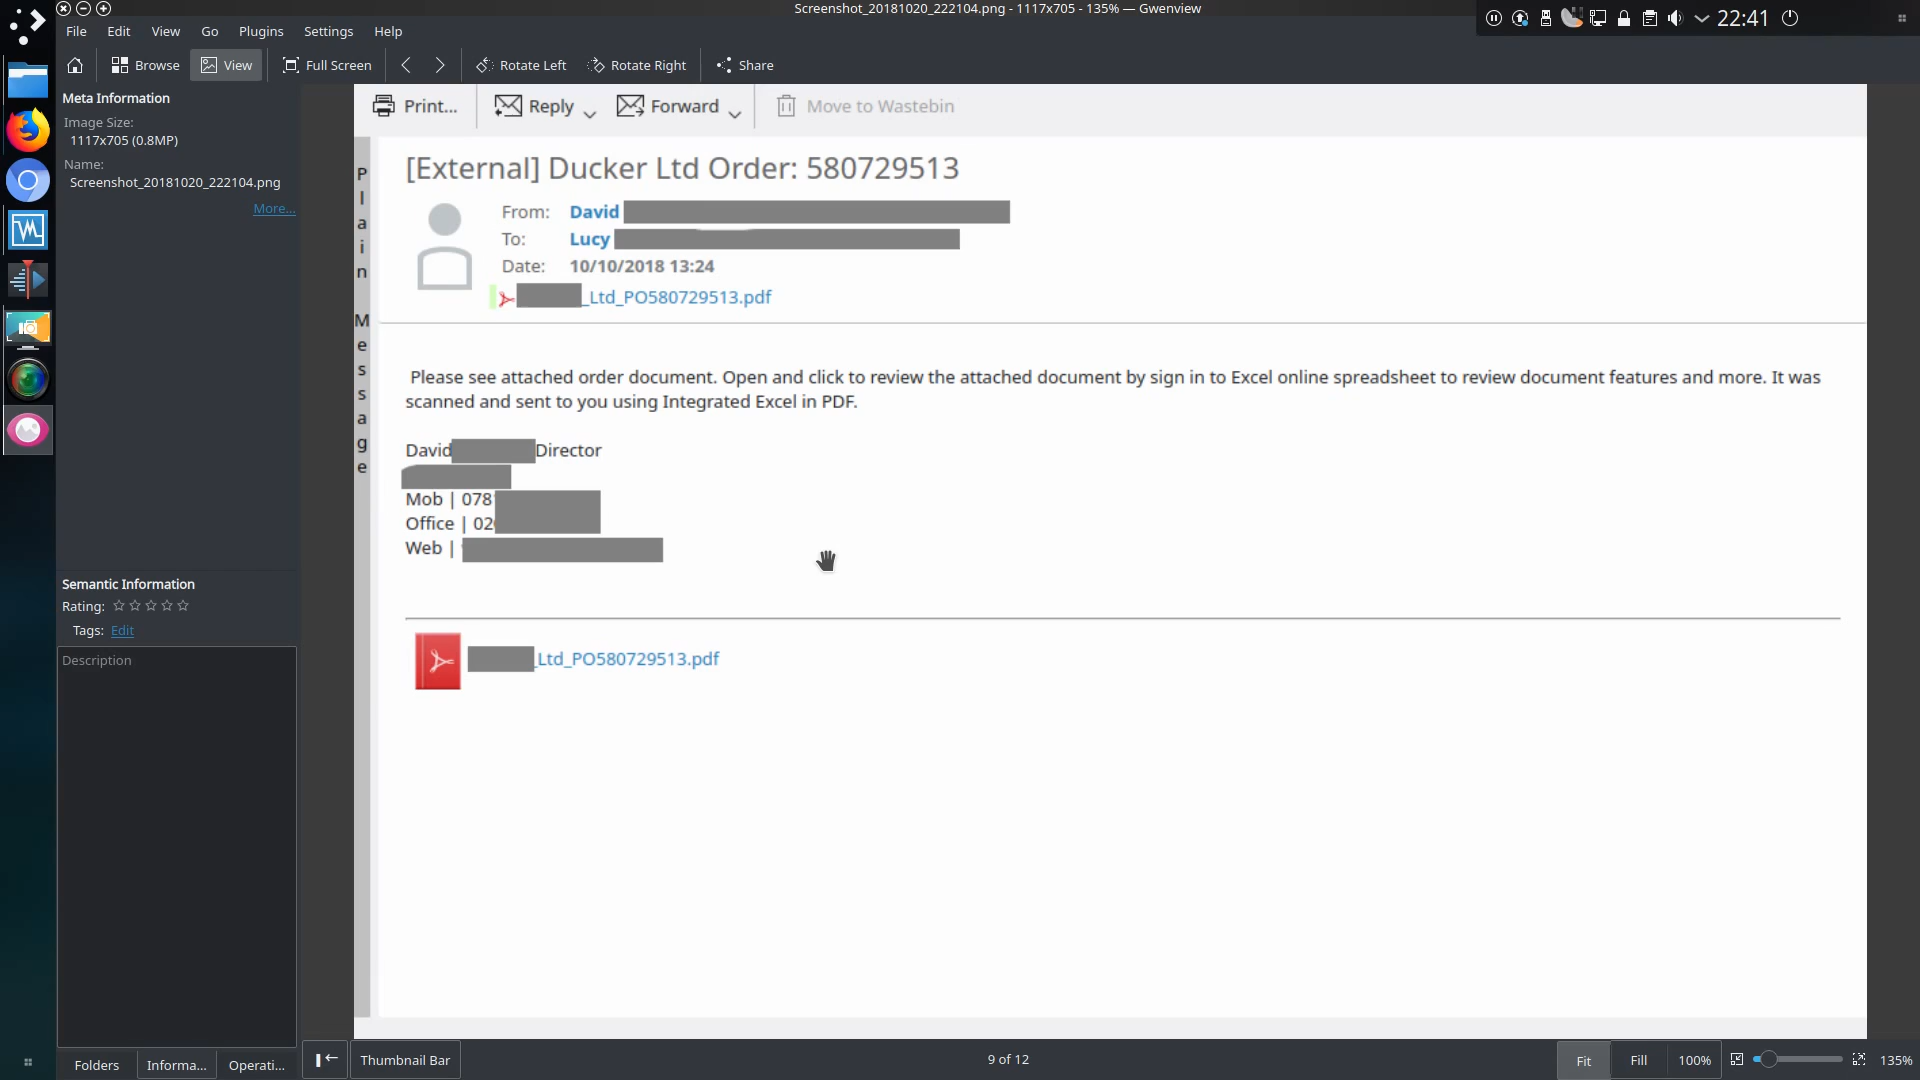 Screenshot_20181020_222104.png - 1117x705 - 135% — Gwenview
22:41
File Edit View Go Plugins Settings Help
Browse View Full Screen Rotate Left Rotate Right Share
Meta Information
Image Size:
1117x705 (0.8MP)
Name:
Screenshot_20181020_222104.png
More...
Semantic Information
Rating:
Tags: Edit
Description
Folders Informa... Operati...
Print... Reply Forward Move to Wastebin
Plain Message
[External] Ducker Ltd Order: 580729513
From: David
To: Lucy
Date: 10/10/2018 13:24
_Ltd_PO580729513.pdf
Please see attached order document. Open and click to review the attached document by sign in to Excel online spreadsheet to review document features and more. It was
scanned and sent to you using Integrated Excel in PDF.
David Director
Mob | 078
Office | 02
Web |
_Ltd_PO580729513.pdf
Thumbnail Bar 9 of 12 Fit Fill 100% 135%